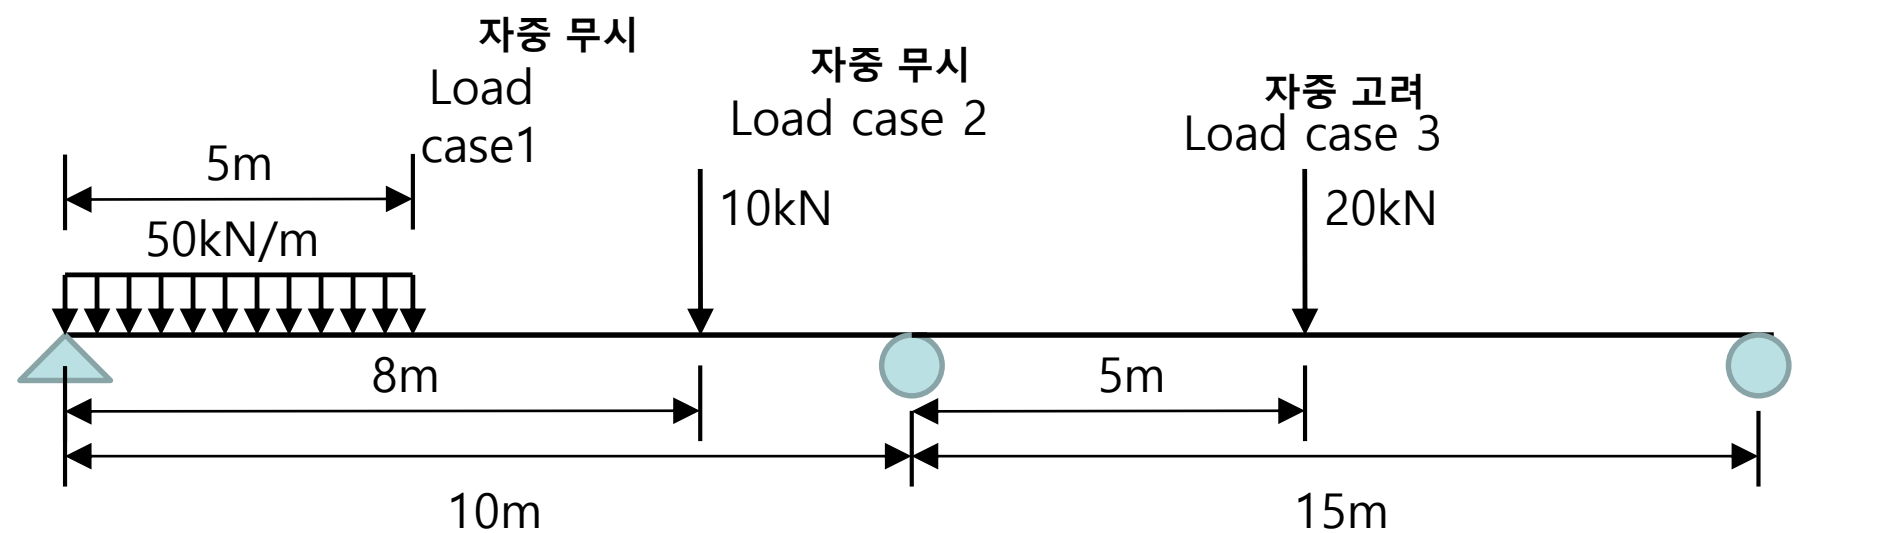 자중 무시
Load
case1
자중 무시
Load case 2
자중 고려
Load case 3
5m
50kN/m
10kN
20kN
8m
5m
10m
15m